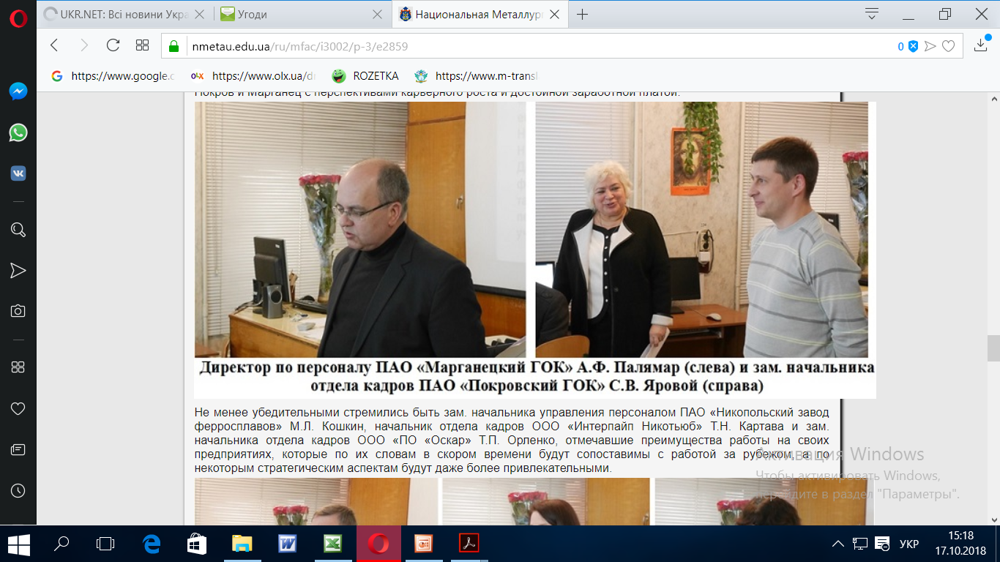 UKR.NET: Всі новини Укра
Угоди
Национальная Металлург
nmetau.edu.ua/ru/mfac/i3002/p-3/e2859
0
https://www.google.c
https://www.olx.ua/d
ROZETKA
https://www.m-transl
Покров и Марганец с перспективами карьерного роста и достойной заработной платой.
Директор по персоналу ПАО «Марганецкий ГОК» А.Ф. Палямар (слева) и зам. начальника
отдела кадров ПАО «Покровский ГОК» С.В. Яровой (справа)
Не менее убедительными стремились быть зам. начальника управления персоналом ПАО «Никопольский завод
ферросплавов» М.Л. Кошкин, начальник отдела кадров ООО «Интерпайп Никотьюб» Т.Н. Картава и зам.
начальника отдела кадров ООО «ПО «Оскар» Т.П. Орленко, отмечавшие преимущества работы на своих
предприятиях, которые по их словам в скором времени будут сопоставимы с работой за рубежом, а по
некоторым стратегическим аспектам будут даже более привлекательными.
Активация Windows
Чтобы активировать Windows,
перейдите в раздел "Параметры".
УКР
15:18
17.10.2018